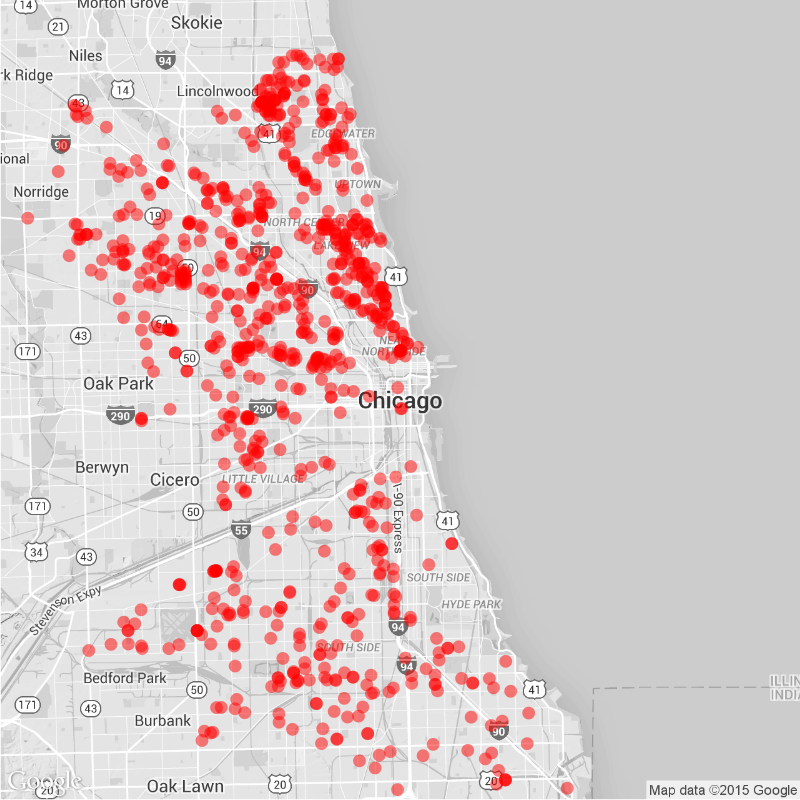 14
Morton Grove
21
Skokie
Niles
94
rk Ridge
14
Lincolnwood
43
41
EDGEWATER
90
ional
Norridge
UPTOWN
19
NORTH CENTER
LAKEVIEW
94
50
41
90
64
43
171
50
NEAR
NORTH SIDE
Oak Park
290
290
Chicago
Berwyn
Cicero
LITTLE VILLAGE
171
50
I-90 Express
41
55
34
43
SOUTH SIDE
Stevenson Expy
HYDE PARK
94
SOUTH SIDE
94
Bedford Park
ILLIN
INDIA
50
41
171
43
Burbank
90
Google
20
Oak Lawn
20
20
Map data ©2015 Google